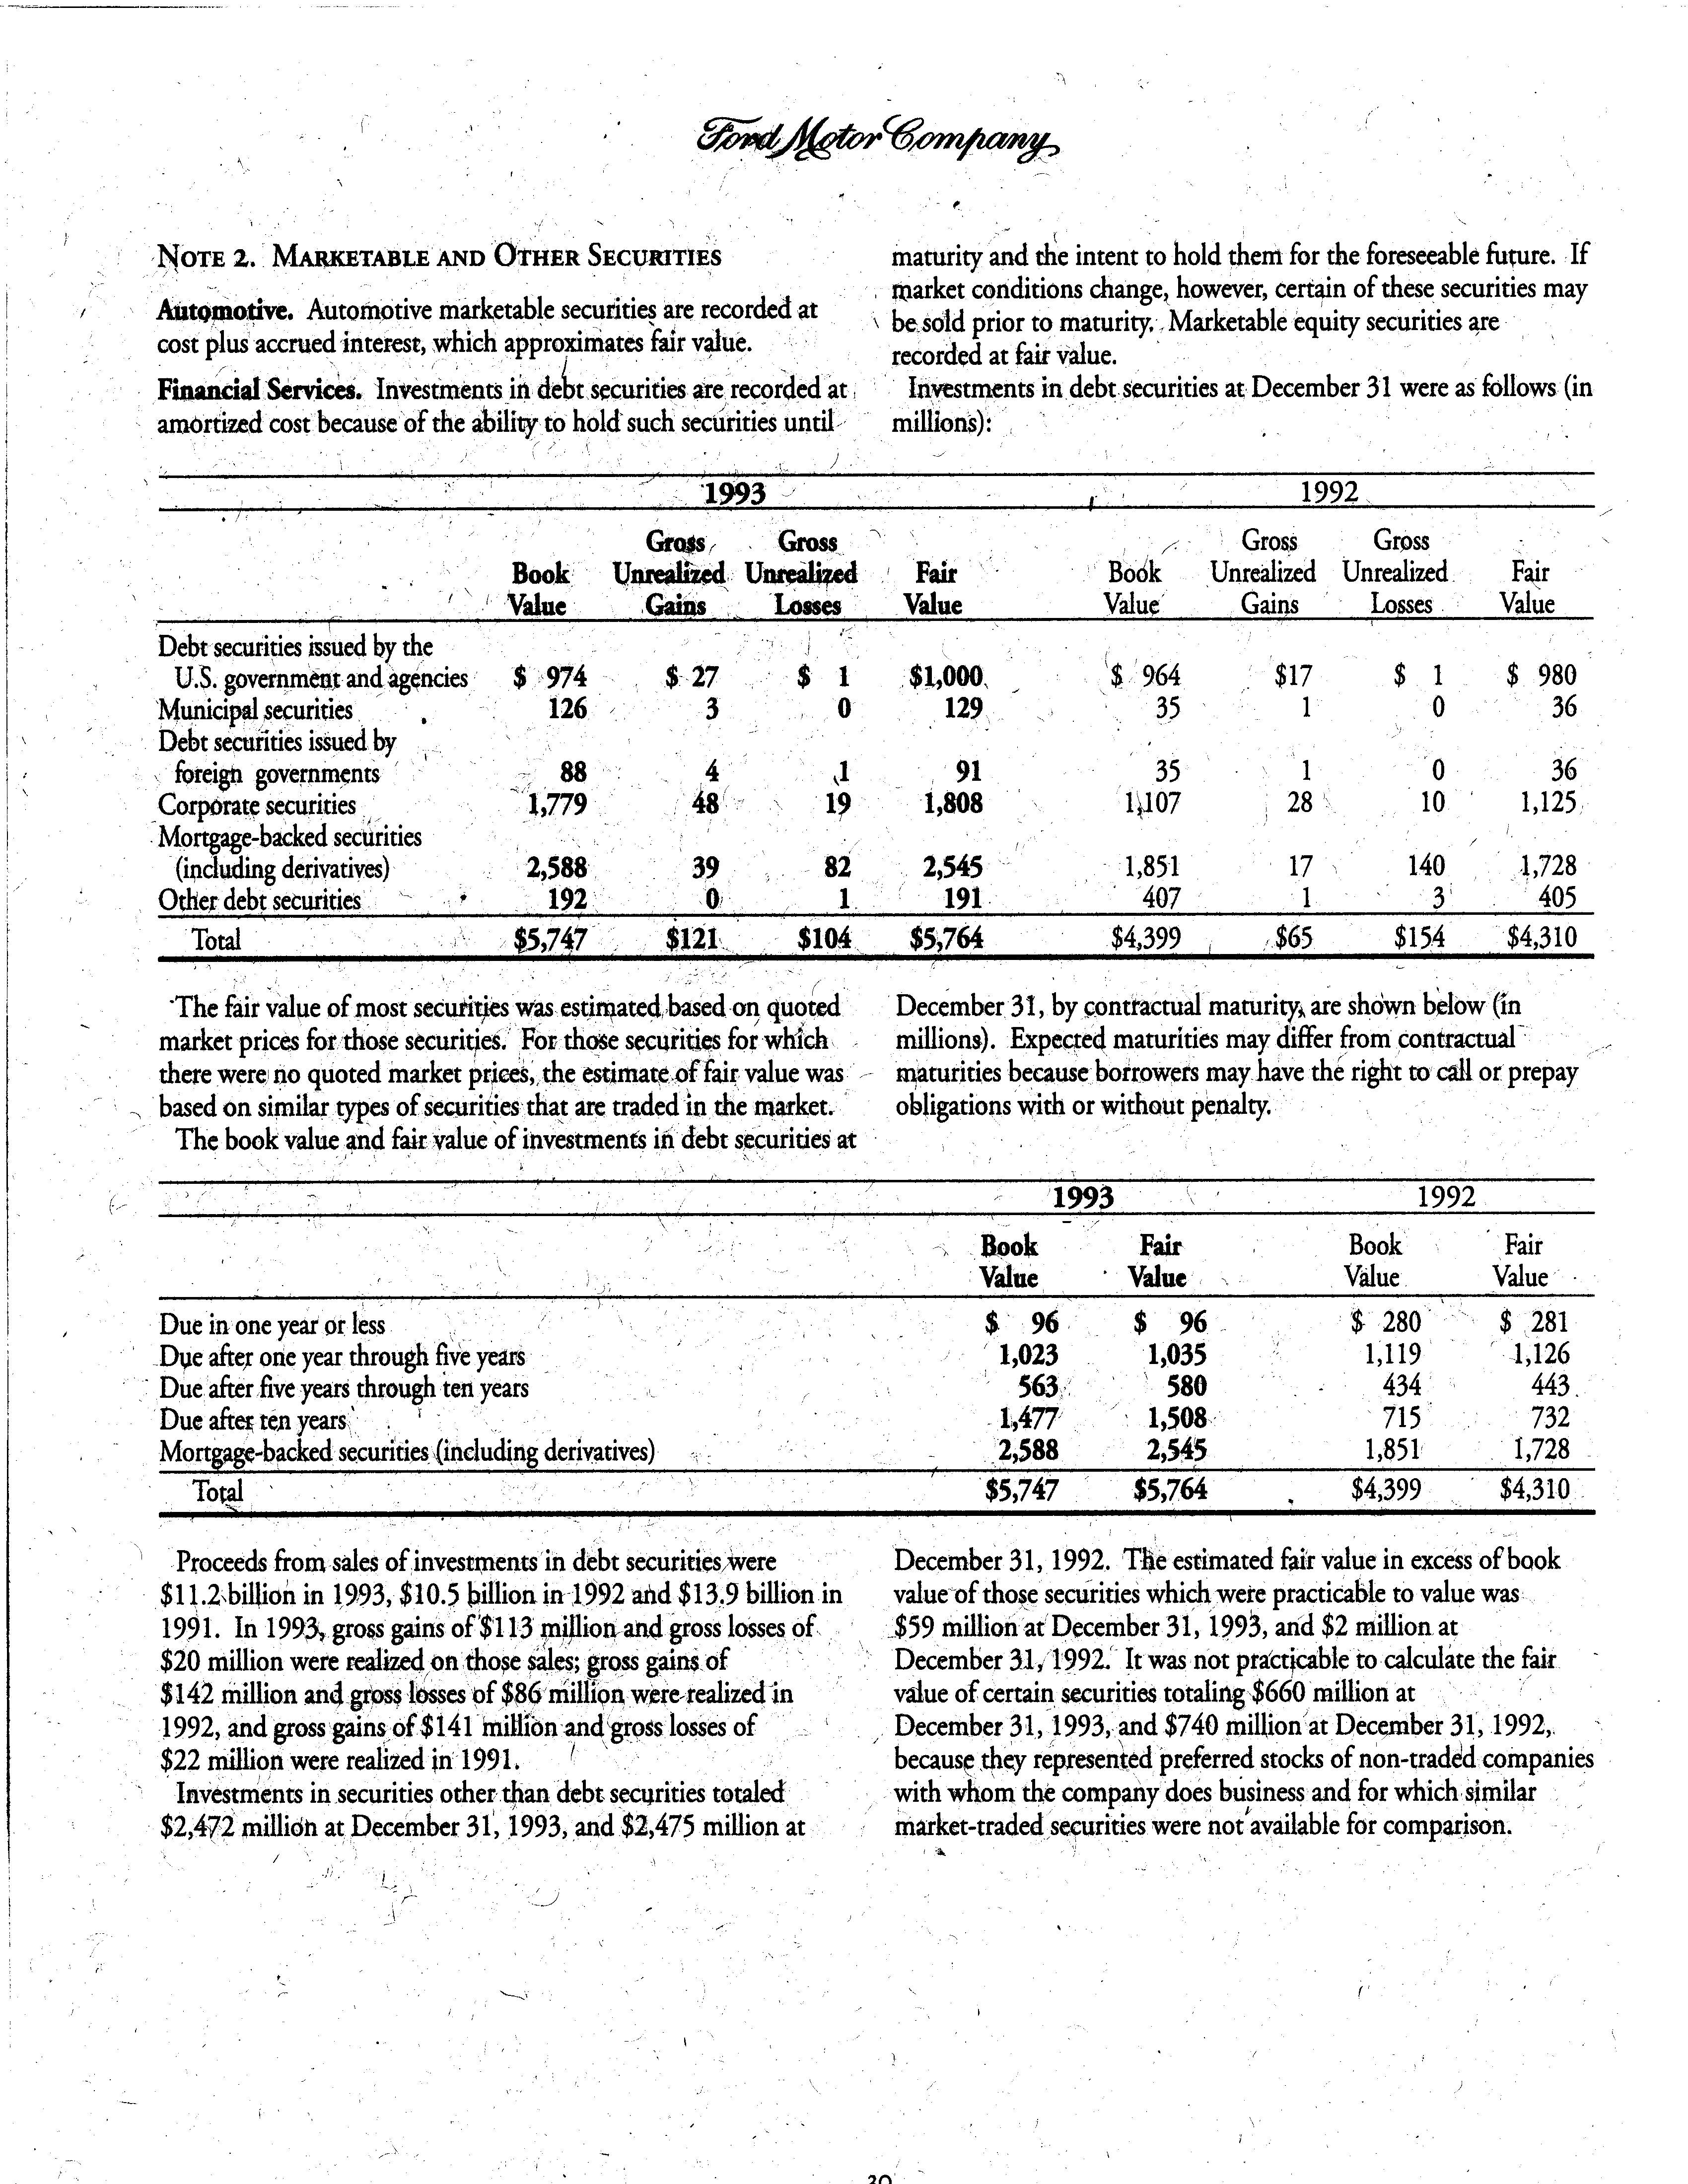 Ford Motor Company
NOTE 2. MARKETABLE AND OTHER SECURITIES
Automotive. Automotive marketable securities are recorded at
cost plus accrued interest, which approximates fair value.
Financial Services. Investments in debt securities are recorded at
amortized cost because of the ability to hold such securities until
maturity and the intent to hold them for the foreseeable future. If
market conditions change, however, certain of these securities may
be sold prior to maturity. Marketable equity securities are
recorded at fair value.
Investments in debt securities at December 31 were as follows (in
millions):
1993 1992
Gross Gross Gross Gross
Book Unrealized Unrealized Fair Book Unrealized Unrealized Fair
Value Gains Losses Value Value Gains Losses Value
Debt securities issued by the
U.S. government and agencies $ 974 $ 27 $ 1 $1,000 $ 964 $17 $ 1 $ 980
Municipal securities 126 3 0 129 35 1 0 36
Debt securities issued by
foreign governments 88 4 1 91 35 1 0 36
Corporate securities 1,779 48 19 1,808 1,107 28 10 1,125
Mortgage-backed securities
(including derivatives) 2,588 39 82 2,545 1,851 17 140 1,728
Other debt securities 192 0 1 191 407 1 3 405
Total $5,747 $121 $104 $5,764 $4,399 $65 $154 $4,310
The fair value of most securities was estimated based on quoted
market prices for those securities. For those securities for which
there were no quoted market prices, the estimate of fair value was
based on similar types of securities that are traded in the market.
The book value and fair value of investments in debt securities at
December 31, by contractual maturity, are shown below (in
millions). Expected maturities may differ from contractual
maturities because borrowers may have the right to call or prepay
obligations with or without penalty.
1993 1992
Book Fair Book Fair
Value Value Value Value
Due in one year or less $ 96 $ 96 $ 280 $ 281
Due after one year through five years 1,023 1,035 1,119 1,126
Due after five years through ten years 563 580 434 443
Due after ten years 1,477 1,508 715 732
Mortgage-backed securities (including derivatives) 2,588 2,545 1,851 1,728
Total $5,747 $5,764 $4,399 $4,310
Proceeds from sales of investments in debt securities were
$11.2 billion in 1993, $10.5 billion in 1992 and $13.9 billion in
1991. In 1993, gross gains of $113 million and gross losses of
$20 million were realized on those sales; gross gains of
$142 million and gross losses of $86 million were realized in
1992, and gross gains of $141 million and gross losses of
$22 million were realized in 1991.
Investments in securities other than debt securities totaled
$2,472 million at December 31, 1993, and $2,475 million at
December 31, 1992. The estimated fair value in excess of book
value of those securities which were practicable to value was
$59 million at December 31, 1993, and $2 million at
December 31, 1992. It was not practicable to calculate the fair
value of certain securities totaling $660 million at
December 31, 1993, and $740 million at December 31, 1992,
because they represented preferred stocks of non-traded companies
with whom the company does business and for which similar
market-traded securities were not available for comparison.